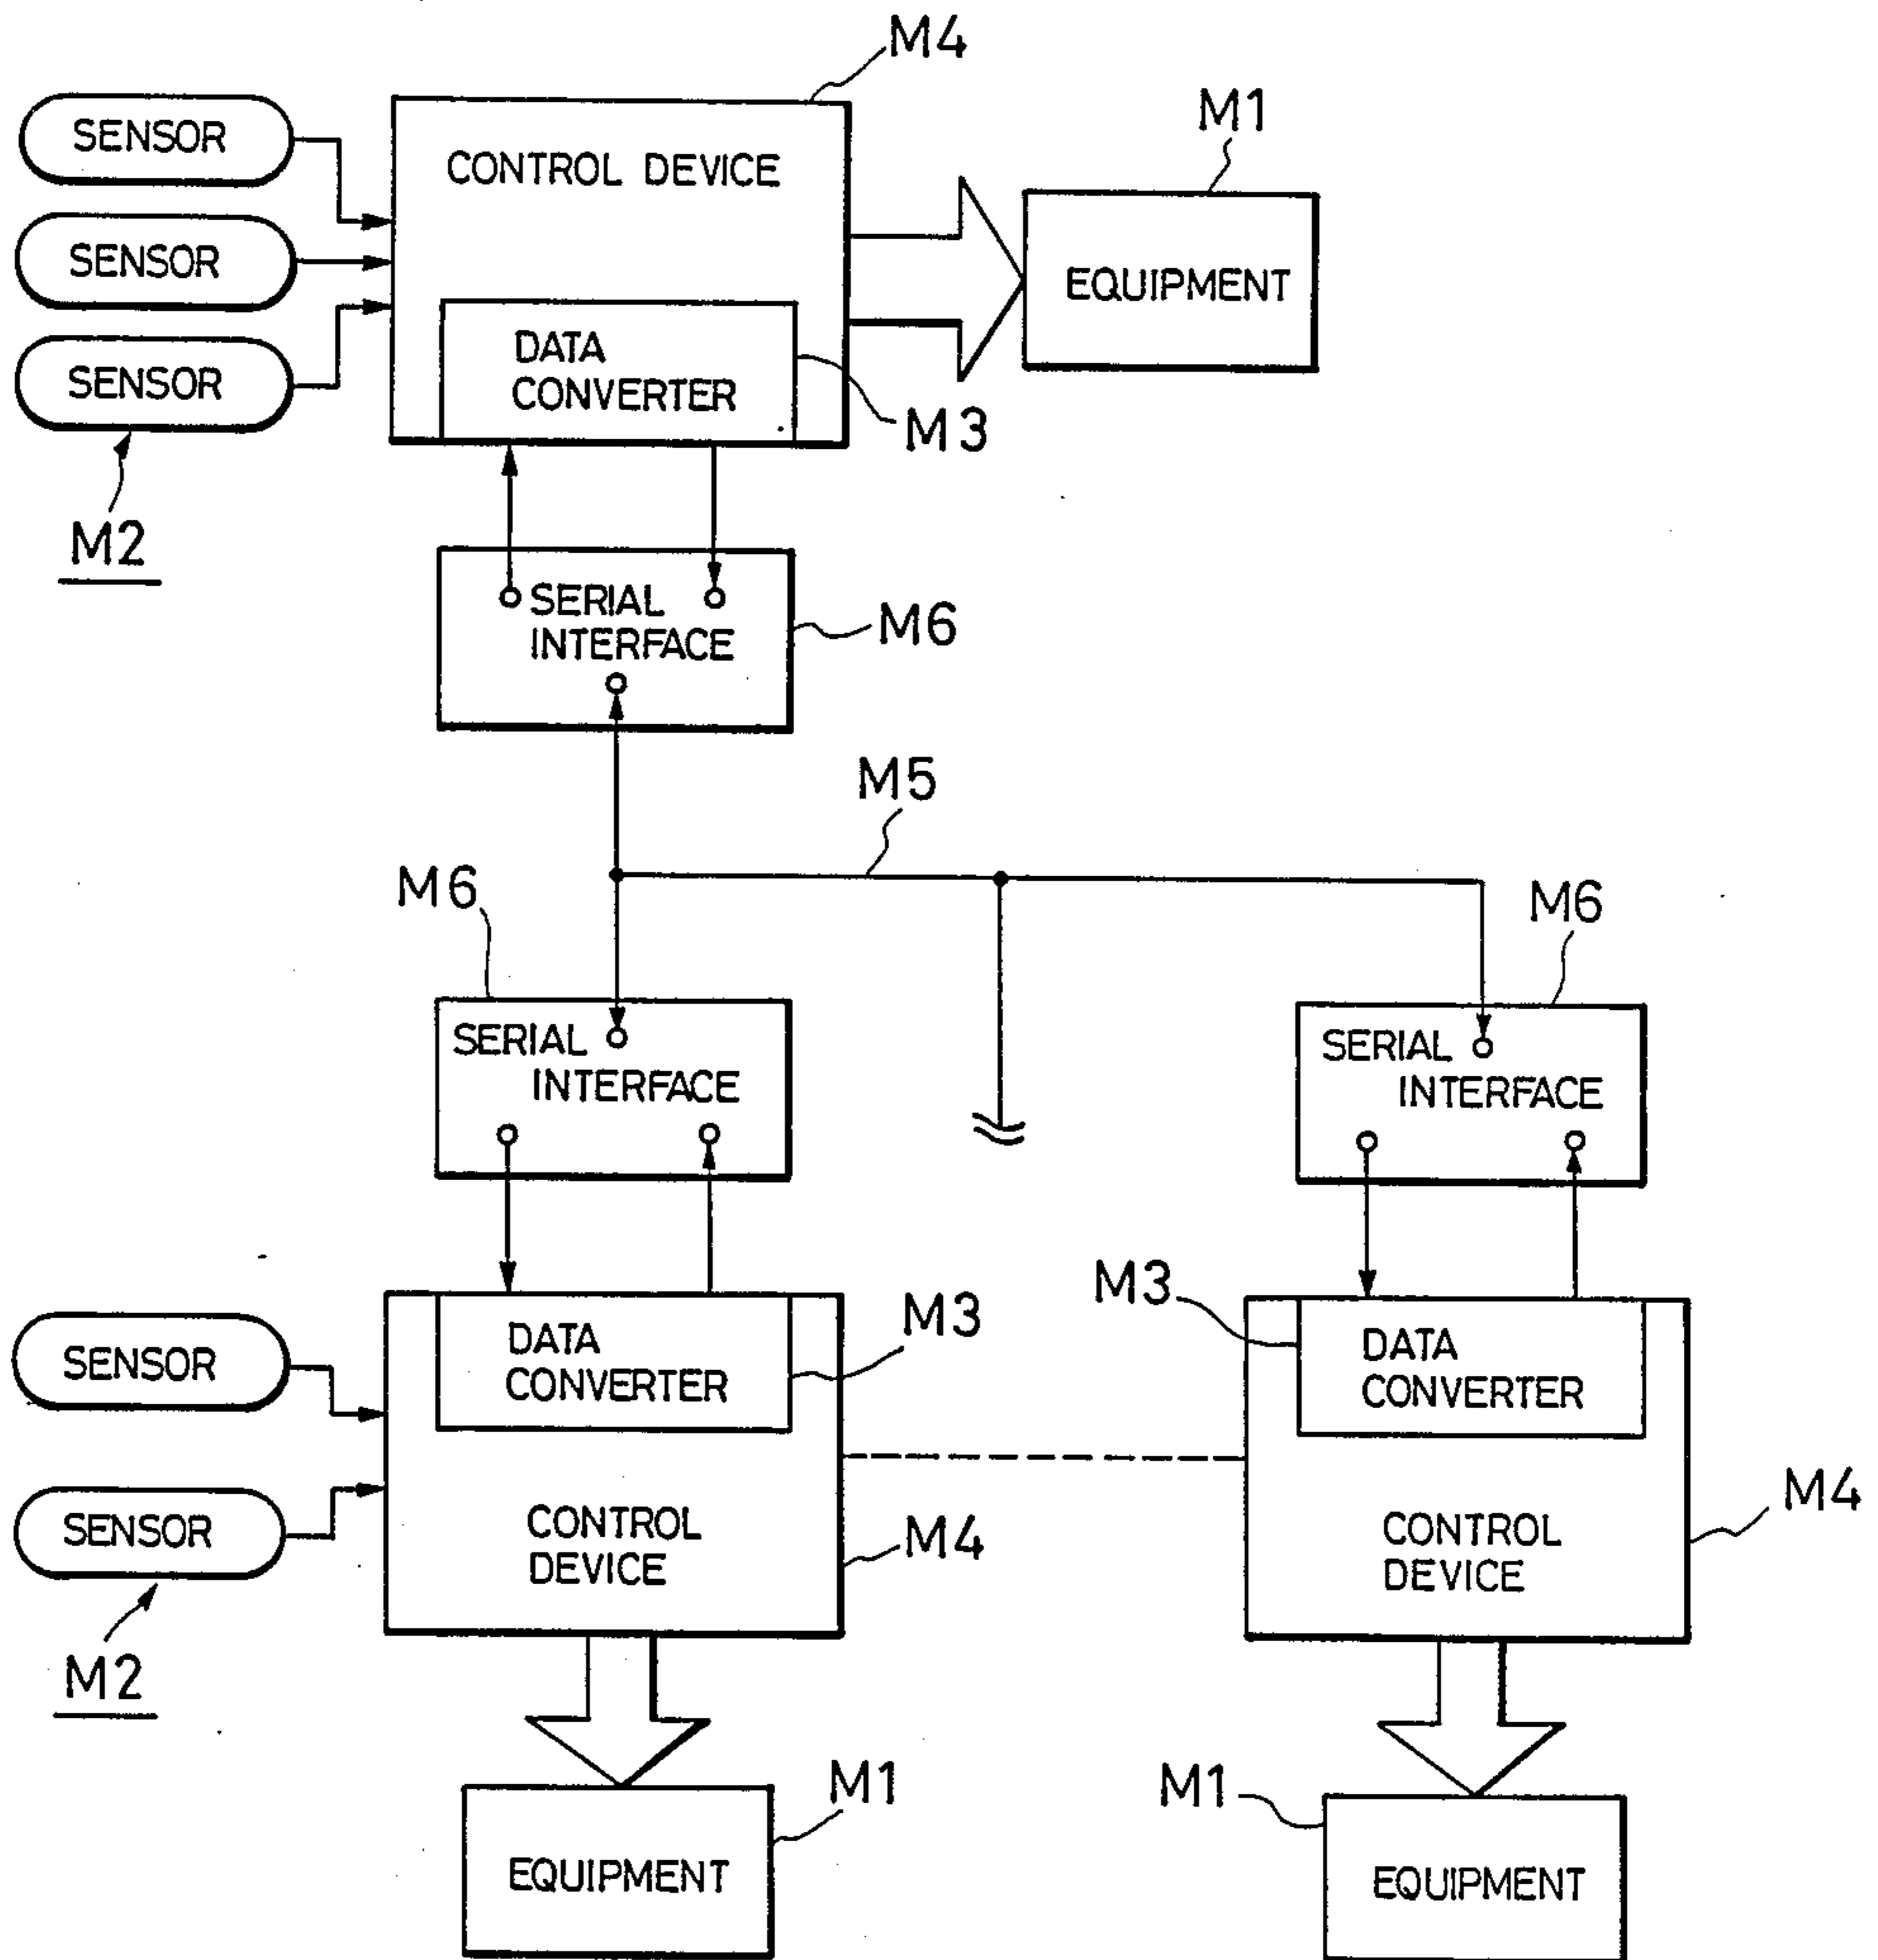 M4
M1
SENSOR
CONTROL DEVICE
SENSOR
EQUIPMENT
SENSOR
DATA
CONVERTER
M3
M2
SERIAL
INTERFACE
M6
M5
M6
M6
SERIAL
INTERFACE
SERIAL
INTERFACE
M3
M3
SENSOR
DATA
CONVERTER
DATA
CONVERTER
SENSOR
CONTROL
DEVICE
M4
CONTROL
DEVICE
M4
M2
M1
M1
EQUIPMENT
EQUIPMENT